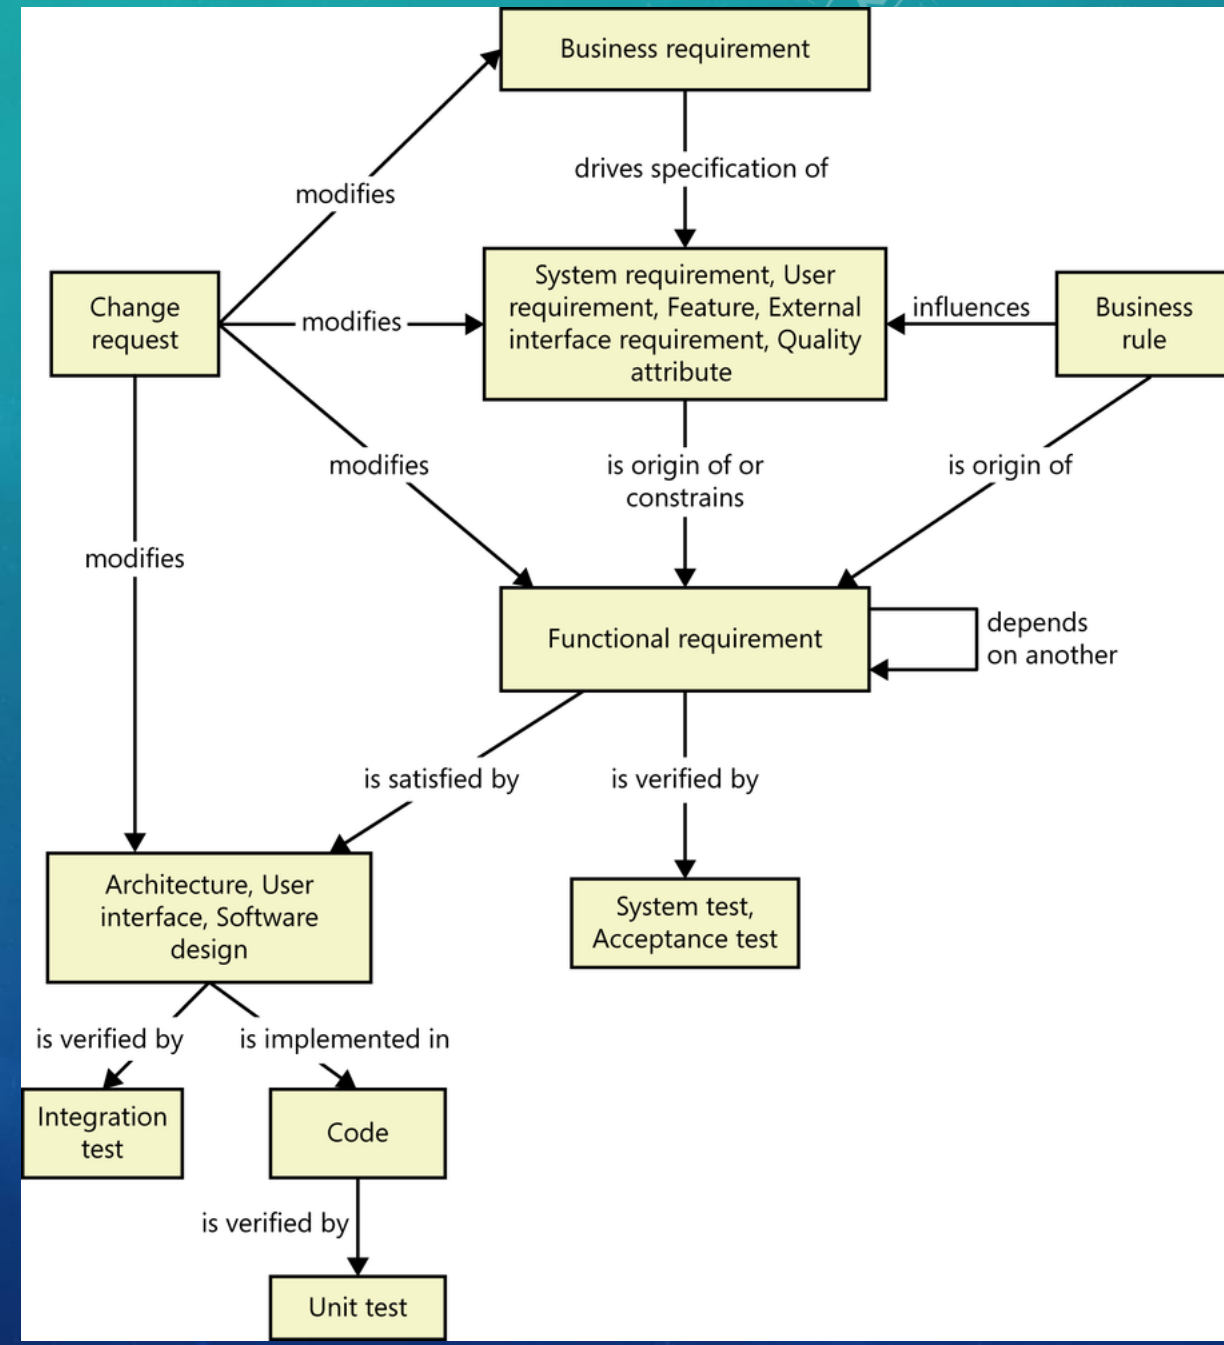 Business requirement
drives specification of
modifies
System requirement, User
requirement, Feature, External
interface requirement, Quality
attribute
Change
request
modifies
influences
Business
rule
modifies
is origin of or
constrains
is origin of
modifies
Functional requirement
depends
on another
is satisfied by
is verified by
Architecture, User
interface, Software
design
System test,
Acceptance test
is verified by
is implemented in
Integration
test
Code
is verified by
Unit test